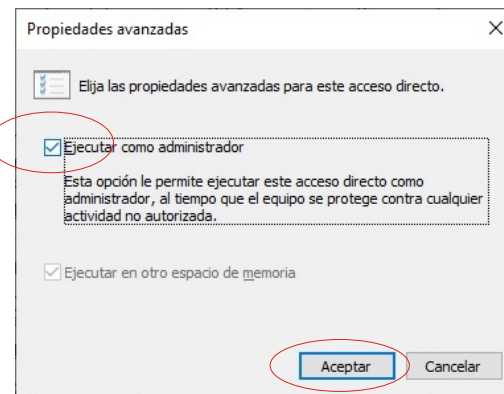 Propiedades avanzadas
Elija las propiedades avanzadas para este acceso directo.
Ejecutar como administrador
Esta opción le permite ejecutar este acceso directo como
administrador, al tiempo que el equipo se protege contra cualquier
actividad no autorizada.
Ejecutar en otro espacio de memoria
Aceptar
Cancelar